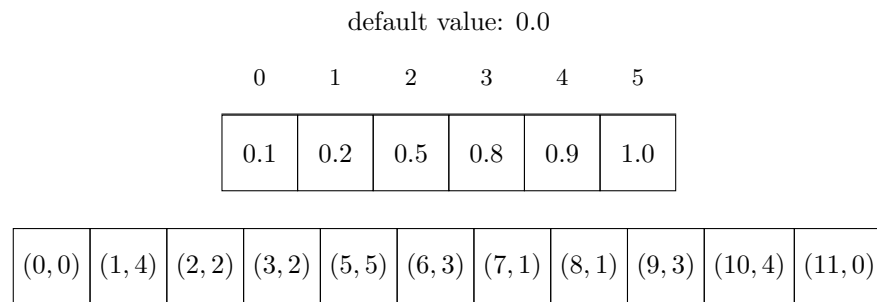 default value: 0.0
0 1 2 3 4 5
0.1 0.2 0.5 0.8 0.9 1.0
(0, 0) (1, 4) (2, 2) (3, 2) (5, 5) (6, 3) (7, 1) (8, 1) (9, 3) (10, 4) (11, 0)